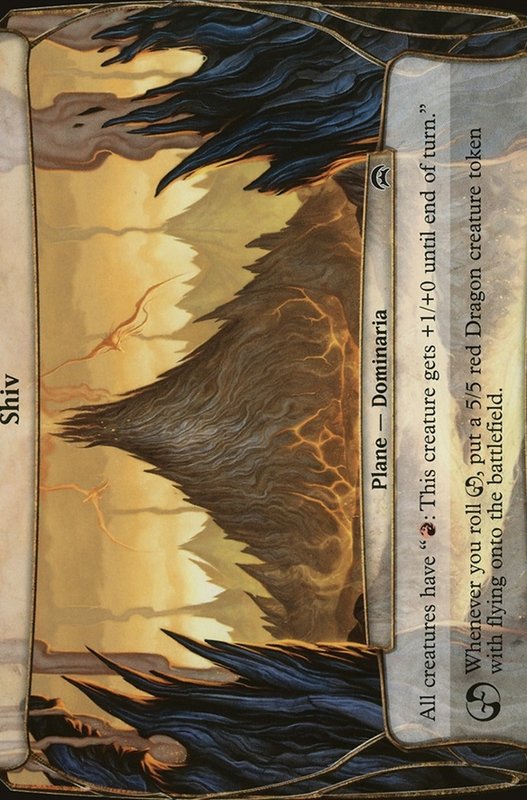 Shiv
Plane — Dominaria
All creatures have “: This creature gets +1/+0 until end of turn.”
Whenever you roll , put a 5/5 red Dragon creature token
with flying onto the battlefield.